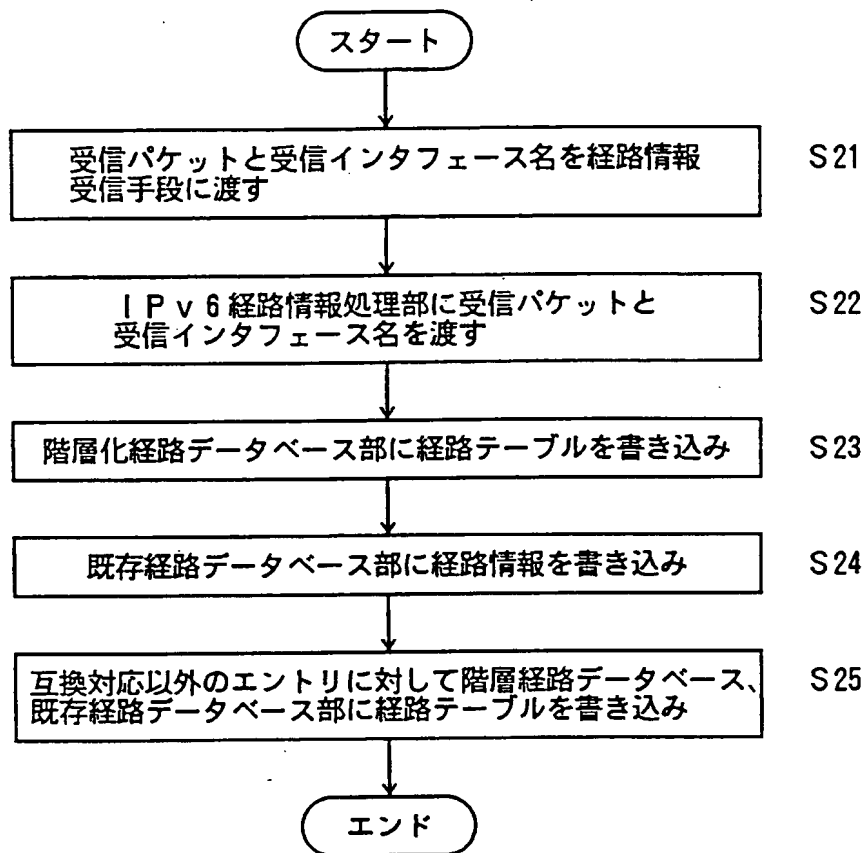 スタート
受信パケットと受信インタフェース名を経路情報
受信手段に渡す
S21
IPv6経路情報処理部に受信パケットと
受信インタフェース名を渡す
S22
階層化経路データベース部に経路テーブルを書き込み
S23
既存経路データベース部に経路情報を書き込み
S24
互換対応以外のエントリに対して階層経路データベース、
既存経路データベース部に経路テーブルを書き込み
S25
エンド